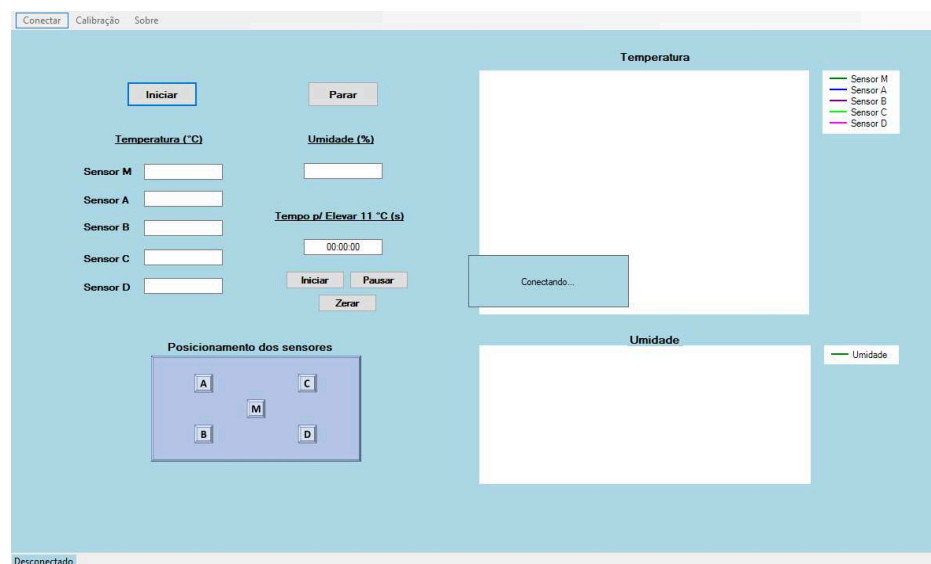 Conectar Calibração Sobre
Iniciar
Parar
Temperatura (°C)
Umidade (%)
Sensor M
Sensor A
Sensor B
Sensor C
Sensor D
Tempo p/ Elevar 11 °C (s)
00:00:00
Iniciar Pausar
Zerar
Posicionamento dos sensores
A C
M
B D
Temperatura
Sensor M
Sensor A
Sensor B
Sensor C
Sensor D
Conectando...
Umidade
Umidade
Desconectado